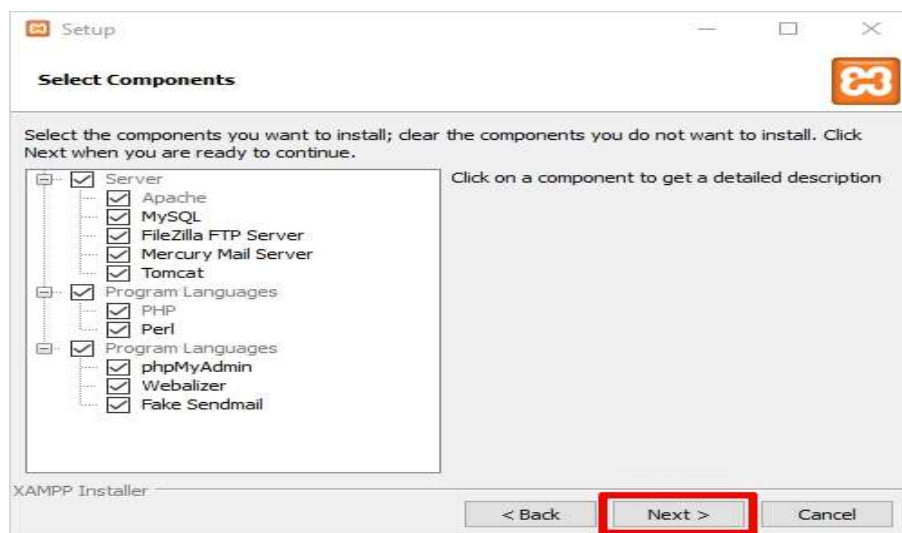 Setup
Select Components
Select the components you want to install; clear the components you do not want to install. Click
Next when you are ready to continue.
Server
Apache
MySQL
FileZilla FTP Server
Mercury Mail Server
Tomcat
Program Languages
PHP
Perl
Program Languages
phpMyAdmin
Webalizer
Fake Sendmail
Click on a component to get a detailed description
XAMPP Installer
< Back
Next >
Cancel